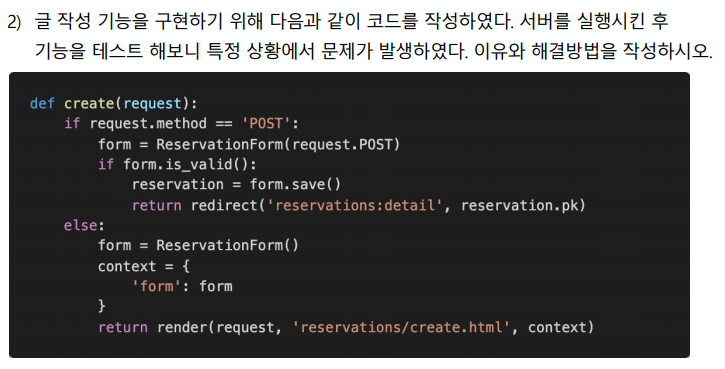 2) 글 작성 기능을 구현하기 위해 다음과 같이 코드를 작성하였다. 서버를 실행시킨 후
기능을 테스트 해보니 특정 상황에서 문제가 발생하였다. 이유와 해결방법을 작성하시오.
def create(request):
    if request.method == 'POST':
        form = ReservationForm(request.POST)
        if form.is_valid():
            reservation = form.save()
            return redirect('reservations:detail', reservation.pk)
    else:
        form = ReservationForm()
        context = {
            'form': form
        }
        return render(request, 'reservations/create.html', context)